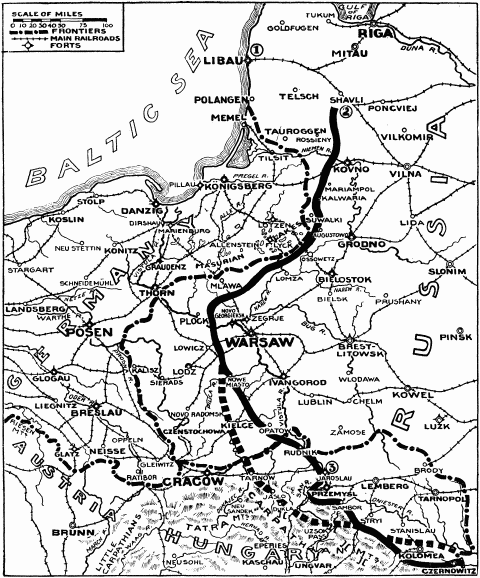 SCALE OF MILES
0 10 20 30 40 50 75 100
FRONTIERS
MAIN RAILROADS
FORTS
GULF OF RIGA
TUKUM
GOLDFUGEN
RIGA
DUNA R.
MITAU
LIBAU
1
BALTIC SEA
POLANGEN
TELSCH
SHAVLI
2
PONCVIEJ
MEMEL
TAUROGGEN
ROSSIENY
VILKOMIR
NIEMEN R.
TILSIT
KOVNO
VILNA
PILLAU
PREGEL R.
KONIGSBERG
MARIAMPOL
KALWARIA
STOLP
DANZIG
KOSLIN
DIRSHAU
MARIENBURG
ALLE R.
LOTZEN
SUWALKI
LIDA
AUGUSTOWO
ALLENSTEIN
LYCK
GRODNO
NEU STETTIN
KONITZ
OSSOWETZ
STARGART
GRAUDENZ
MASURIAN
SLONIM
SCHNEIDEMÜHL
LOMZA
BIELOSTOK
THORN
MLAWA
NAREW R.
LANDSBERG
NETZE
WARTHE R.
BIELSK
PRUSHANY
PLOCK
NOVO GEORGIEVSK
ZEGRJE
POSEN
BUG R.
PINSK
WARSAW
LOWICZ
BREST-LITOWSK
GERMANY
RUSSIA
GLOGAU
KALISZ
LODZ
SIERADS
NOWE MIASTO
IVANGOROD
WLODAWA
KOWEL
LIEGNITZ
ODER R.
BRESLAU
NOVO RADOMSK
LUBLIN
CHELM
LUZK
KIELCE
OPPELN
CZENSTOCHOWA
OPATOW
ZAMOSE
GLATZ
NEISSE
GLEIWITZ
RUDNIK
BRODY
RATIBOR
CRACOW
TARNOW
3
JAROSLAU
LEMBERG
TARNOPOL
AUSTRIA
JASLO
PRZEMYSL
DNIESTER R.
NEU SANDEN
DUKLA
SAMBOR
BRUNN
STRYI
STANISLAU
LITTLE CARPATHIANS
TATRA MTS
UZSOK PASS
KOLOMEA
HUNGARY
EPERIES
NEUSOHL
KASCHAU
UNGVAR
CZERNOWITZ